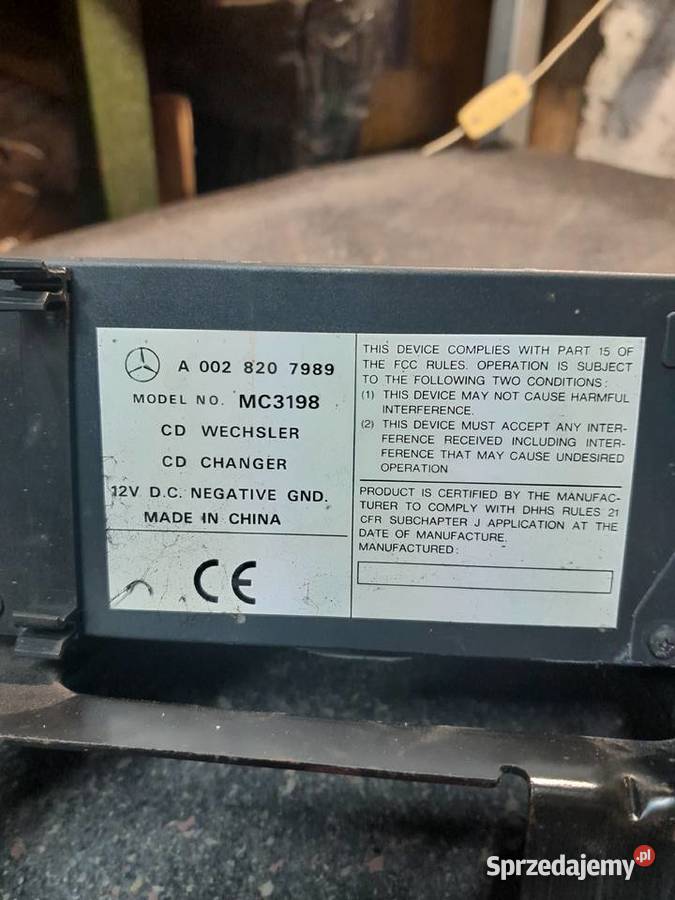 A 002 820 7989
MODEL NO. MC3198
CD WECHSLER
CD CHANGER
12V D.C. NEGATIVE GND.
MADE IN CHINA
CE
THIS DEVICE COMPLIES WITH PART 15 OF
THE FCC RULES. OPERATION IS SUBJECT
TO THE FOLLOWING TWO CONDITIONS:
(1) THIS DEVICE MAY NOT CAUSE HARMFUL
INTERFERENCE.
(2) THIS DEVICE MUST ACCEPT ANY INTER-
FERENCE RECEIVED INCLUDING INTER-
FERENCE THAT MAY CAUSE UNDESIRED
OPERATION
PRODUCT IS CERTIFIED BY THE MANUFAC-
TURER TO COMPLY WITH DHHS RULES 21
CFR SUBCHAPTER J APPLICATION AT THE
DATE OF MANUFACTURE.
MANUFACTURED:
Sprzedajemy.pl